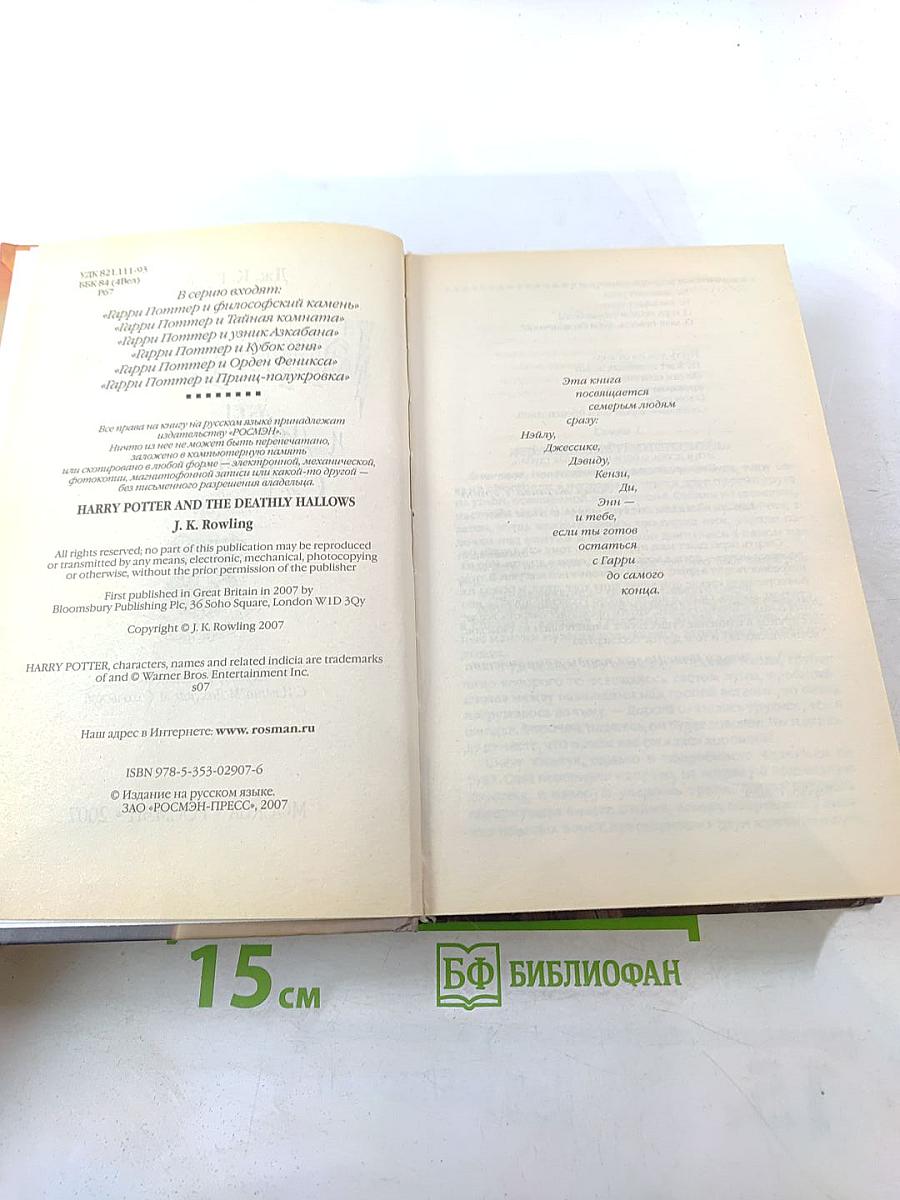 УДК 821.111-93
ББК 84 (4Вел)
Р67
В серию входят:
«Гарри Поттер и философский камень»
«Гарри Поттер и Тайная комната»
«Гарри Поттер и узник Азкабана»
«Гарри Поттер и Кубок огня»
«Гарри Поттер и Орден Феникса»
«Гарри Поттер и Принц-полукровка»
Все права на книгу на русском языке принадлежат
издательству «РОСМЭН».
Ничто из нее не может быть перепечатано,
заложено в компьютерную память
или скопировано в любой форме — электронной, механической,
фотокопии, магнитофонной записи или какой-то другой —
без письменного разрешения владельца.
HARRY POTTER AND THE DEATHLY HALLOWS
J. K. Rowling
All rights reserved; no part of this publication may be reproduced
or transmitted by any means, electronic, mechanical, photocopying
or otherwise, without the prior permission of the publisher
First published in Great Britain in 2007 by
Bloomsbury Publishing Plc, 36 Soho Square, London W1D 3Qy
Copyright © J. K. Rowling 2007
HARRY POTTER, characters, names and related indicia are trademarks
of and © Warner Bros. Entertainment Inc.
s07
Наш адрес в Интернете: www. rosman.ru
ISBN 978-5-353-02907-6
© Издание на русском языке.
ЗАО «РОСМЭН-ПРЕСС», 2007
Эта книга
посвящается
семерым людям
сразу:
Нэйлу,
Джессике,
Дэвиду,
Кензи,
Ди,
Энн —
и тебе,
если ты готов
остаться
с Гарри
до самого
конца.
15 см
БФ БИБЛИОФАН